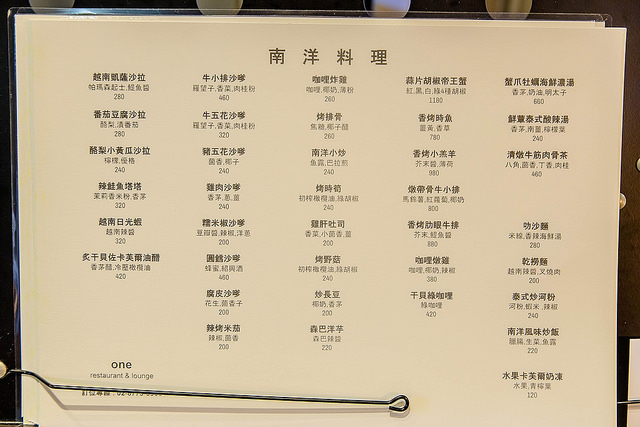 南洋料理
越南凱薩沙拉
帕瑪森起士,鯷魚醬
280
番茄豆腐沙拉
酪梨,漬番茄
280
酪梨小黃瓜沙拉
檸檬,優格
240
辣鮭魚塔塔
茉莉香米粉,香茅
320
越南日光蝦
越南辣醬
320
炙干貝佐卡芙爾油醋
香茅醋,冷壓橄欖油
420
牛小排沙嗲
羅望子,香菜,肉桂粉
460
牛五花沙嗲
羅望子,香菜,肉桂粉
320
豬五花沙嗲
茴香,椰子
240
雞肉沙嗲
香茅,薑
240
糯米椒沙嗲
豆瓣醬,辣椒,洋蔥
200
圓鱈沙嗲
蜂蜜,紹興酒
460
腐皮沙嗲
花生,茴香子
200
辣烤米茄
辣椒,茴香
200
咖哩炸雞
咖哩,椰奶,薄粉
260
烤排骨
焦糖,椰子醋
260
南洋小炒
魚露,巴拉煎
240
烤時筍
初榨橄欖油,綠胡椒
240
雞肝吐司
香菜,小茴香,薑
200
烤野菇
初榨橄欖油,綠胡椒
240
炒長豆
椰奶,香茅
200
森巴洋芋
森巴辣醬
220
蒜片胡椒帝王蟹
紅,黑,白,綠4種胡椒
1180
香烤時魚
薑黃,香草
780
香烤小羔羊
芥末醬,薄荷
980
燉帶骨牛小排
馬鈴薯,紅蘿蔔,椰奶
800
香烤肋眼牛排
芥末,鯷魚醬
880
咖哩燉雞
咖哩,椰奶,辣椒
240
干貝綠咖哩
綠咖哩
420
蟹爪牡蠣海鮮濃湯
香茅,奶油,明太子
660
鮮蕈泰式酸辣湯
香茅,南薑,檸檬葉
240
清燉牛筋肉骨茶
八角,茴香,丁香,肉桂
460
叻沙麵
米線,香辣海鮮湯
280
乾撈麵
越南辣醬,叉燒肉
200
泰式炒河粉
河粉,蝦米,辣椒
240
南洋風味炒飯
臘腸,生菜,魚露
220
水果卡芙爾奶凍
水果,青檸葉
120
one
restaurant & lounge